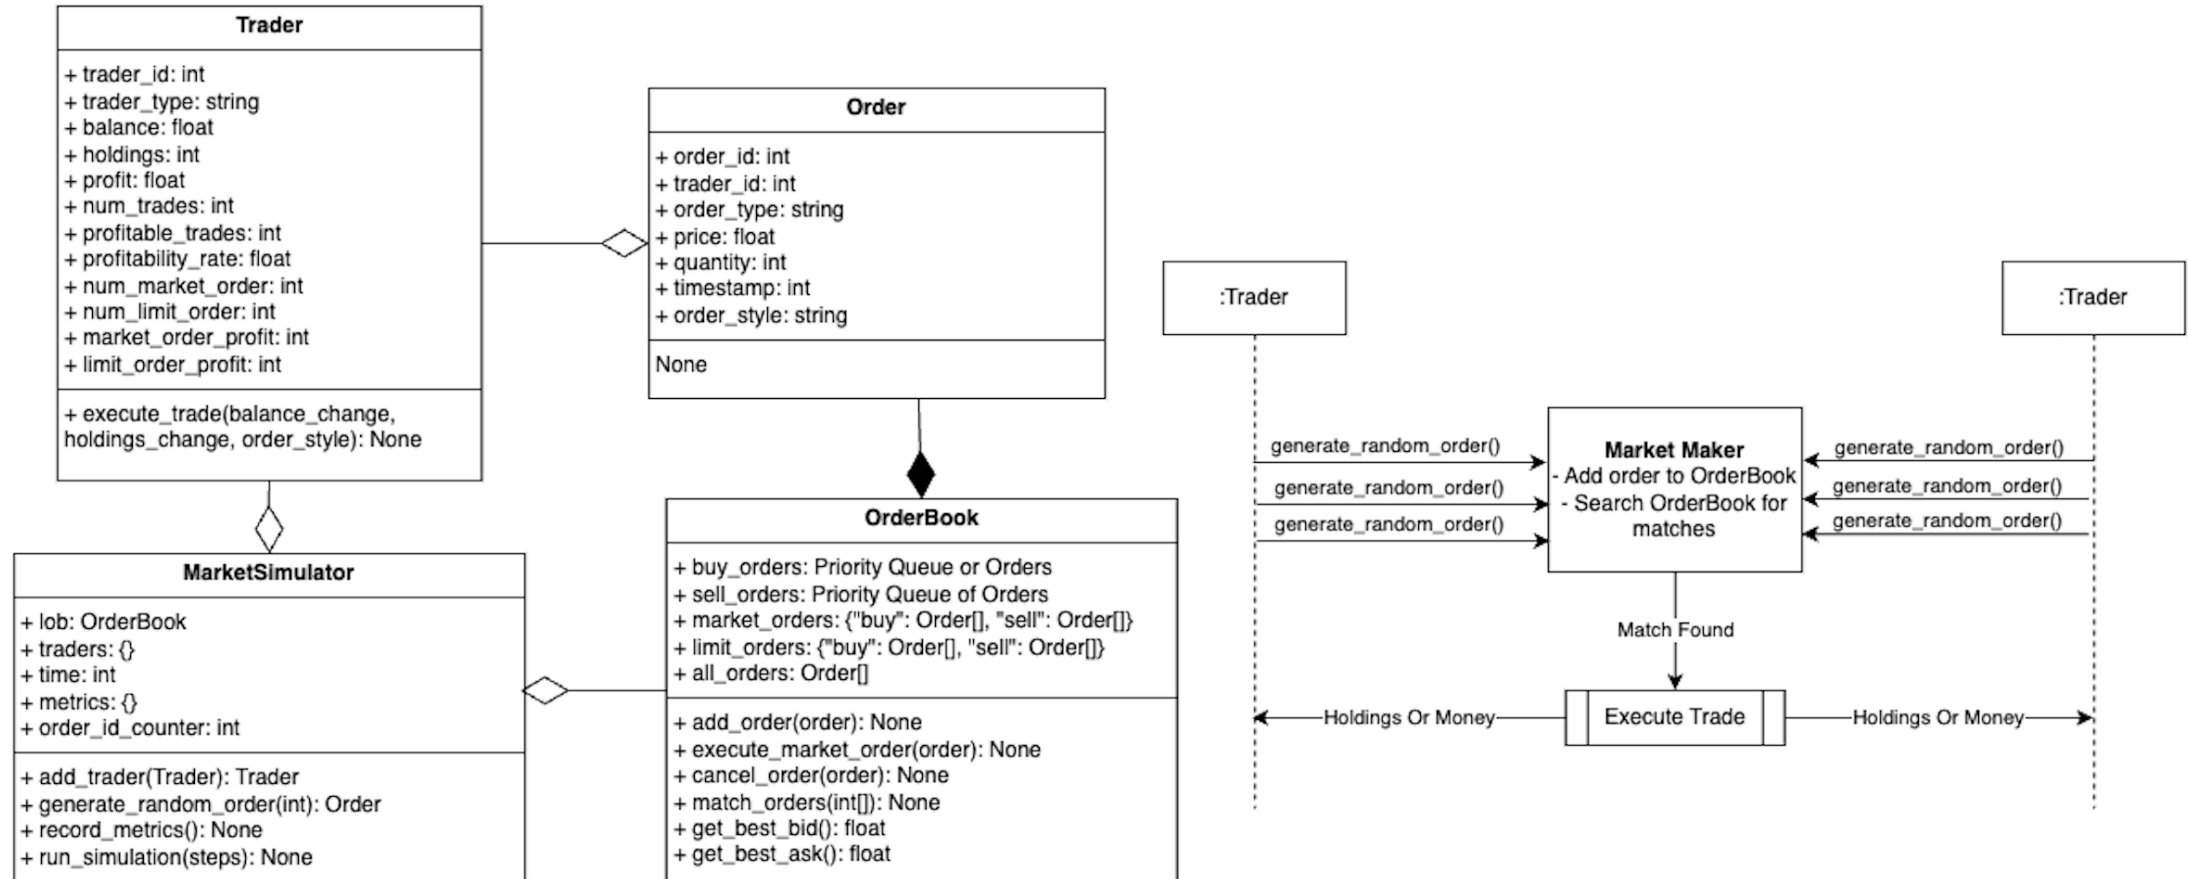 Trader
+ trader_id: int
+ trader_type: string
+ balance: float
+ holdings: int
+ profit: float
+ num_trades: int
+ profitable_trades: int
+ profitability_rate: float
+ num_market_order: int
+ num_limit_order: int
+ market_order_profit: int
+ limit_order_profit: int
+ execute_trade(balance_change,
holdings_change, order_style): None
Order
+ order_id: int
+ trader_id: int
+ order_type: string
+ price: float
+ quantity: int
+ timestamp: int
+ order_style: string
None
MarketSimulator
+ lob: OrderBook
+ traders: {}
+ time: int
+ metrics: {}
+ order_id_counter: int
+ add_trader(Trader): Trader
+ generate_random_order(int): Order
+ record_metrics(): None
+ run_simulation(steps): None
OrderBook
+ buy_orders: Priority Queue or Orders
+ sell_orders: Priority Queue of Orders
+ market_orders: {"buy": Order[], "sell": Order[]}
+ limit_orders: {"buy": Order[], "sell": Order[]}
+ all_orders: Order[]
+ add_order(order): None
+ execute_market_order(order): None
+ cancel_order(order): None
+ match_orders(int[]): None
+ get_best_bid(): float
+ get_best_ask(): float
:Trader
:Trader
generate_random_order()
generate_random_order()
generate_random_order()
Market Maker
- Add order to OrderBook
- Search OrderBook for
matches
generate_random_order()
generate_random_order()
generate_random_order()
Match Found
Holdings Or Money
Execute Trade
Holdings Or Money